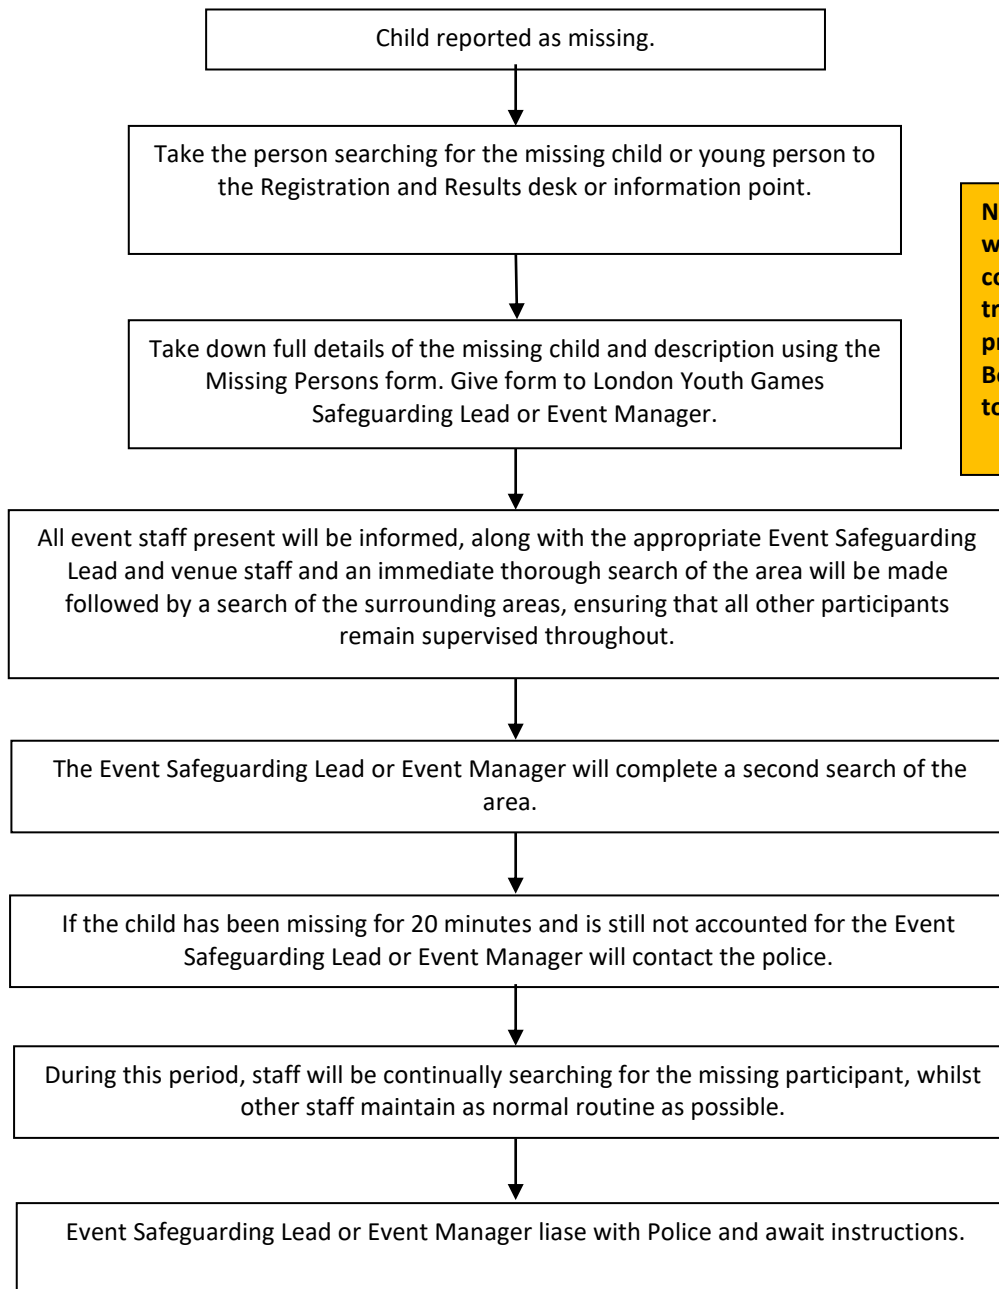 Child reported as missing.
Take the person searching for the missing child or young person to
the Registration and Results desk or information point.
Take down full details of the missing child and description using the
Missing Persons form. Give form to London Youth Games
Safeguarding Lead or Event Manager.
All event staff present will be informed, along with the appropriate Event Safeguarding
Lead and venue staff and an immediate thorough search of the area will be made
followed by a search of the surrounding areas, ensuring that all other participants
remain supervised throughout.
The Event Safeguarding Lead or Event Manager will complete a second search of the
area.
If the child has been missing for 20 minutes and is still not accounted for the Event
Safeguarding Lead or Event Manager will contact the police.
During this period, staff will be continually searching for the missing participant, whilst
other staff maintain as normal routine as possible.
Event Safeguarding Lead or Event Manager liase with Police and await instructions.